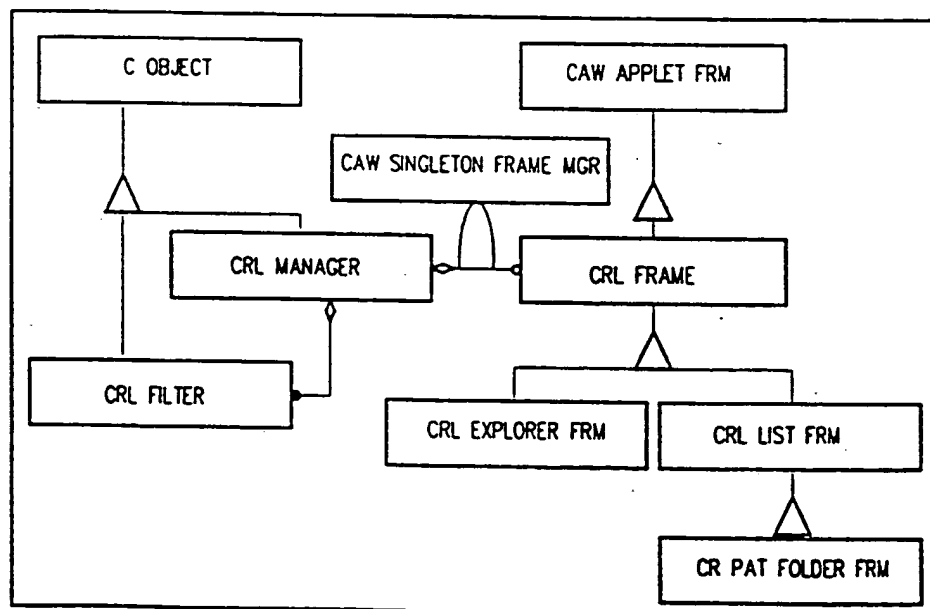 C OBJECT
CAW APPLET FRM
CAW SINGLETON FRAME MGR
CRL MANAGER
CRL FRAME
CRL FILTER
CRL EXPLORER FRM
CRL LIST FRM
CR PAT FOLDER FRM